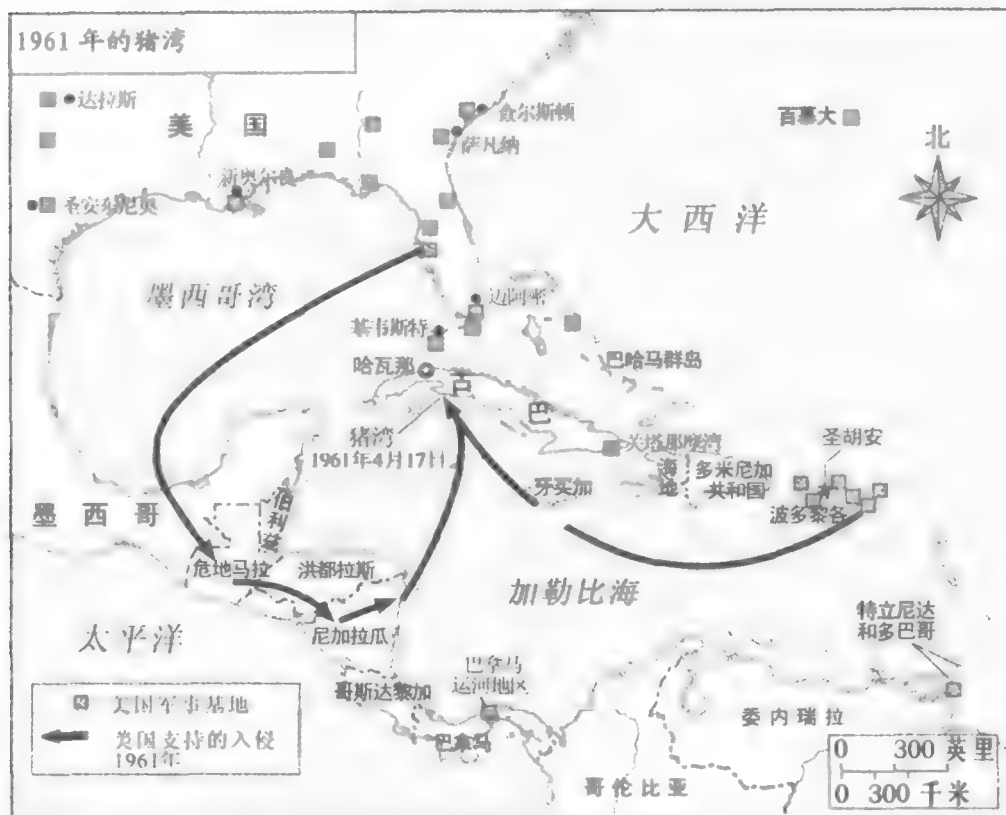 1961 年的猪湾
达拉斯
美国
查尔斯顿
萨凡纳
百慕大
北
新奥尔良
圣安东尼奥
大西洋
墨西哥湾
迈阿密
基韦斯特
哈瓦那
古巴
巴哈马群岛
猪湾
1961年4月17日
关塔那摩湾
圣胡安
海地
多米尼加
共和国
牙买加
波多黎各
墨西哥
伯利兹
危地马拉
洪都拉斯
加勒比海
尼加拉瓜
太平洋
特立尼达
和多巴哥
巴拿马
运河地区
哥斯达黎加
巴拿马
委内瑞拉
哥伦比亚
美国军事基地
美国支持的入侵
1961年
0 300 英里
0 300 千米